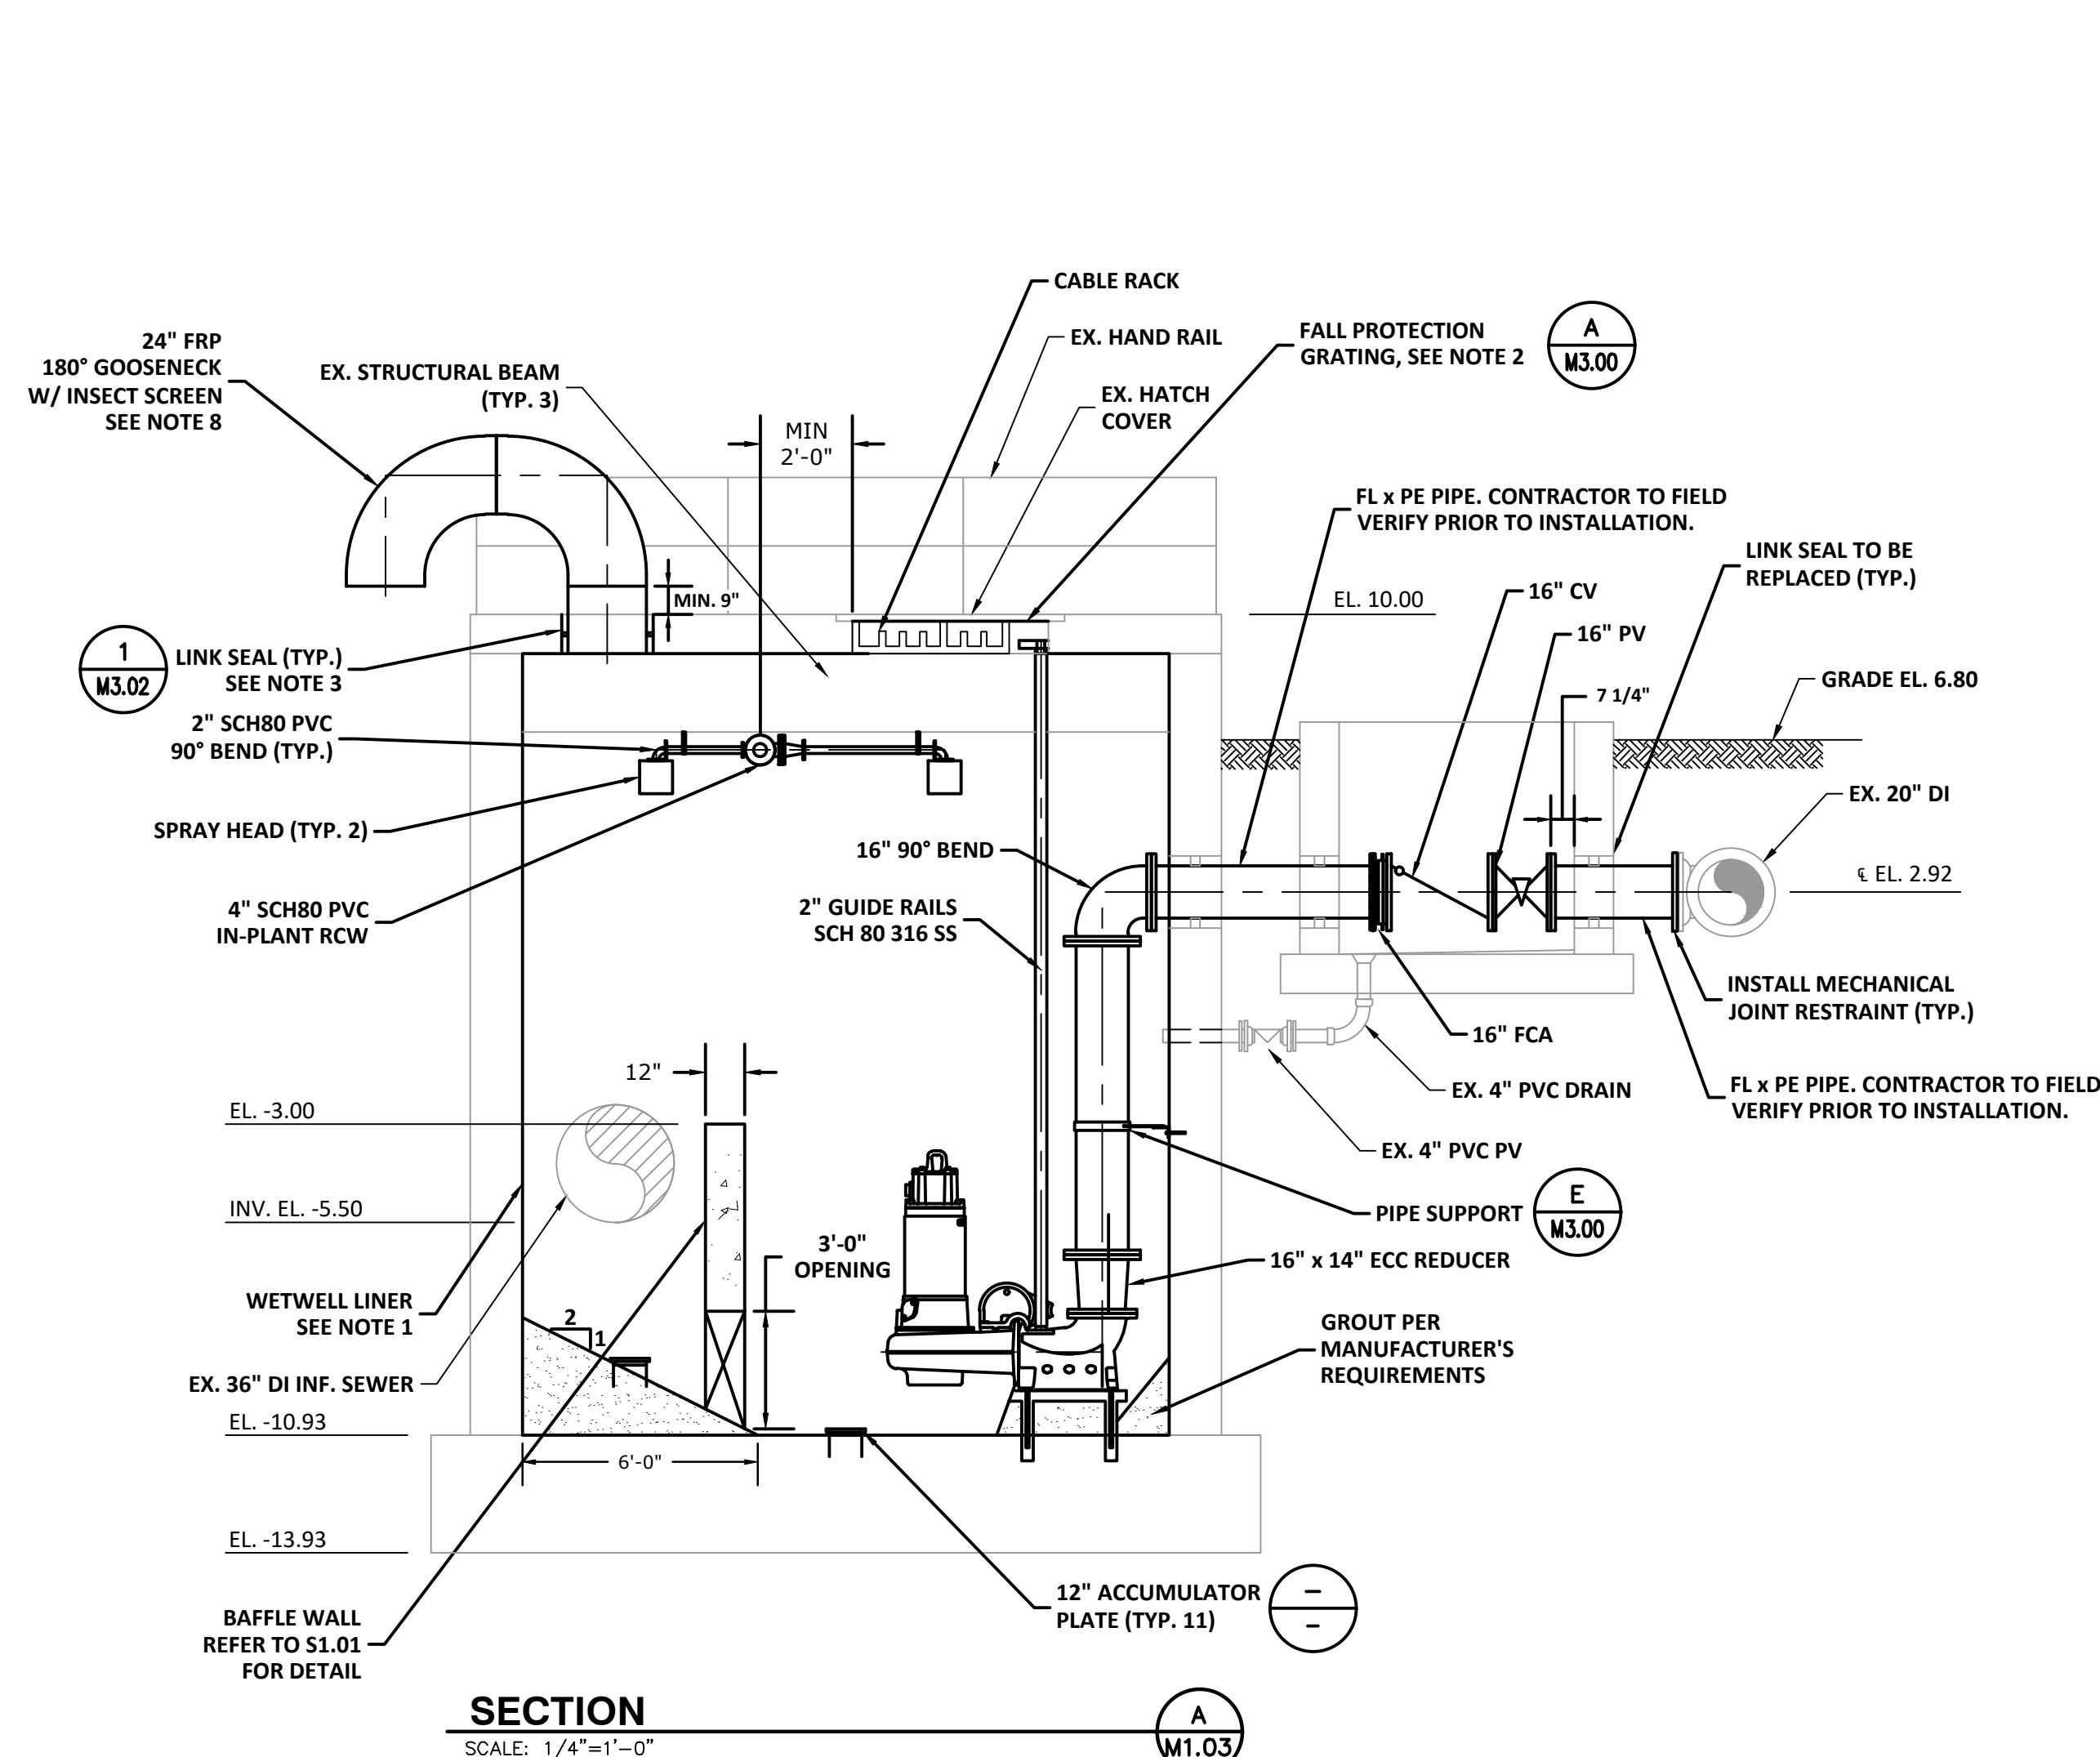 CABLE RACK
EX. HAND RAIL
FALL PROTECTION
GRATING, SEE NOTE 2
A
M3.00
24" FRP
180° GOOSENECK
W/ INSECT SCREEN
SEE NOTE 8
EX. STRUCTURAL BEAM
(TYP. 3)
EX. HATCH
COVER
MIN
2'-0"
FL x PE PIPE. CONTRACTOR TO FIELD
VERIFY PRIOR TO INSTALLATION.
LINK SEAL TO BE
REPLACED (TYP.)
MIN. 9"
EL. 10.00
16" CV
16" PV
1
M3.02
LINK SEAL (TYP.)
SEE NOTE 3
7 1/4"
GRADE EL. 6.80
2" SCH80 PVC
90° BEND (TYP.)
EX. 20" DI
SPRAY HEAD (TYP. 2)
16" 90° BEND
℄ EL. 2.92
4" SCH80 PVC
IN-PLANT RCW
2" GUIDE RAILS
SCH 80 316 SS
INSTALL MECHANICAL
JOINT RESTRAINT (TYP.)
16" FCA
12"
EX. 4" PVC DRAIN
FL x PE PIPE. CONTRACTOR TO FIELD
VERIFY PRIOR TO INSTALLATION.
EL. -3.00
EX. 4" PVC PV
INV. EL. -5.50
PIPE SUPPORT
E
M3.00
3'-0"
OPENING
16" x 14" ECC REDUCER
WETWELL LINER
SEE NOTE 1
2
1
GROUT PER
MANUFACTURER'S
REQUIREMENTS
EX. 36" DI INF. SEWER
EL. -10.93
6'-0"
EL. -13.93
12" ACCUMULATOR
PLATE (TYP. 11)
–
–
BAFFLE WALL
REFER TO S1.01
FOR DETAIL
SECTION
SCALE: 1/4"=1'-0"
A
M1.03